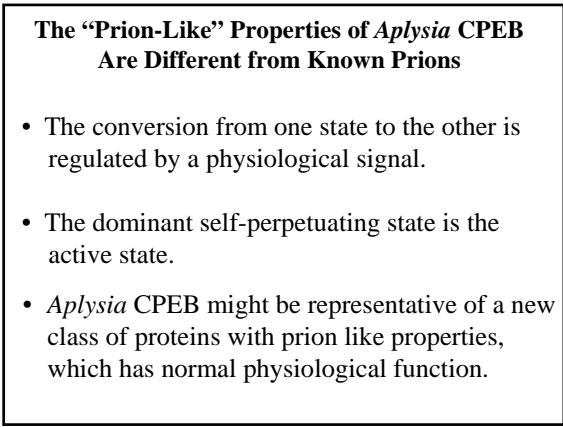 The “Prion-Like” Properties of Aplysia CPEB
Are Different from Known Prions
• The conversion from one state to the other is
regulated by a physiological signal.
• The dominant self-perpetuating state is the
active state.
• Aplysia CPEB might be representative of a new
class of proteins with prion like properties,
which has normal physiological function.